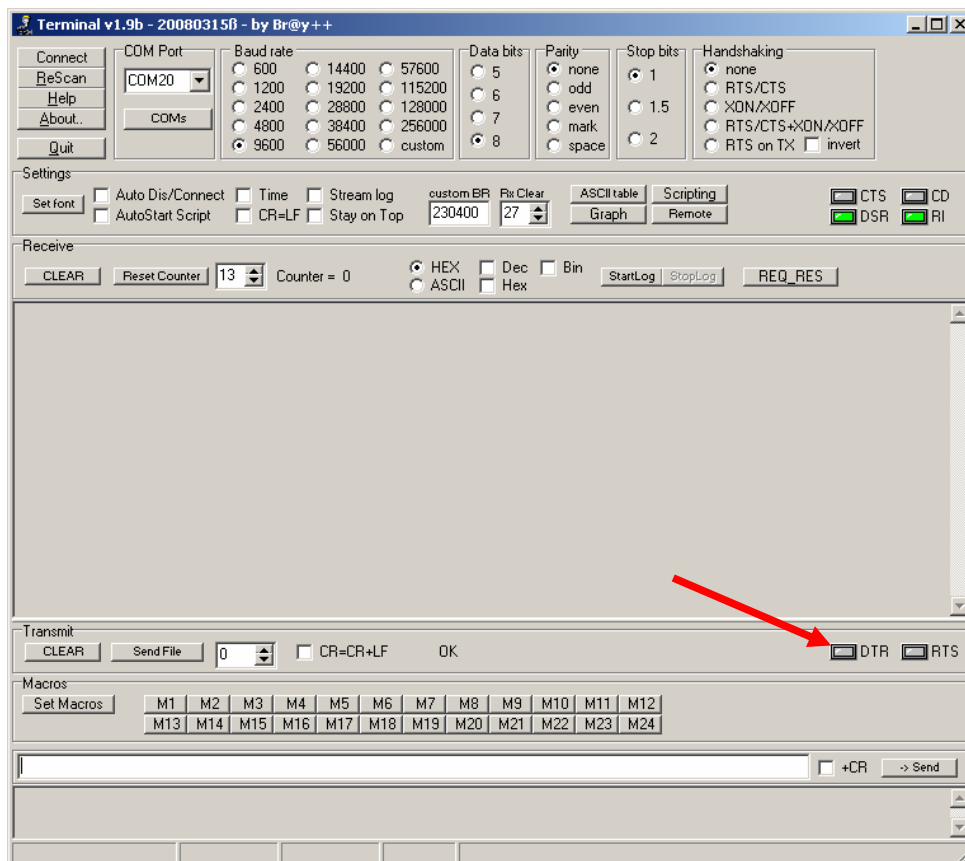 Terminal v1.9b - 20080315ß - by Br@y++
Connect
ReScan
Help
About..
Quit
COM Port
COM20
COMs
Baud rate
600 14400 57600
1200 19200 115200
2400 28800 128000
4800 38400 256000
9600 56000 custom
Data bits
5
6
7
8
Parity
none
odd
even
mark
space
Stop bits
1
1.5
2
Handshaking
none
RTS/CTS
XON/XOFF
RTS/CTS+XON/XOFF
RTS on TX invert
Settings
Set font
Auto Dis/Connect Time Stream log
AutoStart Script CR=LF Stay on Top
custom BR Rx Clear
230400 27
ASCII table Scripting
Graph Remote
CTS CD
DSR RI
Receive
CLEAR Reset Counter 13 Counter = 0
HEX Dec Bin
ASCII Hex
StartLog StopLog REQ_RES
Transmit
CLEAR Send File 0 CR=CR+LF OK DTR RTS
Macros
Set Macros M1 M2 M3 M4 M5 M6 M7 M8 M9 M10 M11 M12
M13 M14 M15 M16 M17 M18 M19 M20 M21 M22 M23 M24
+CR -> Send